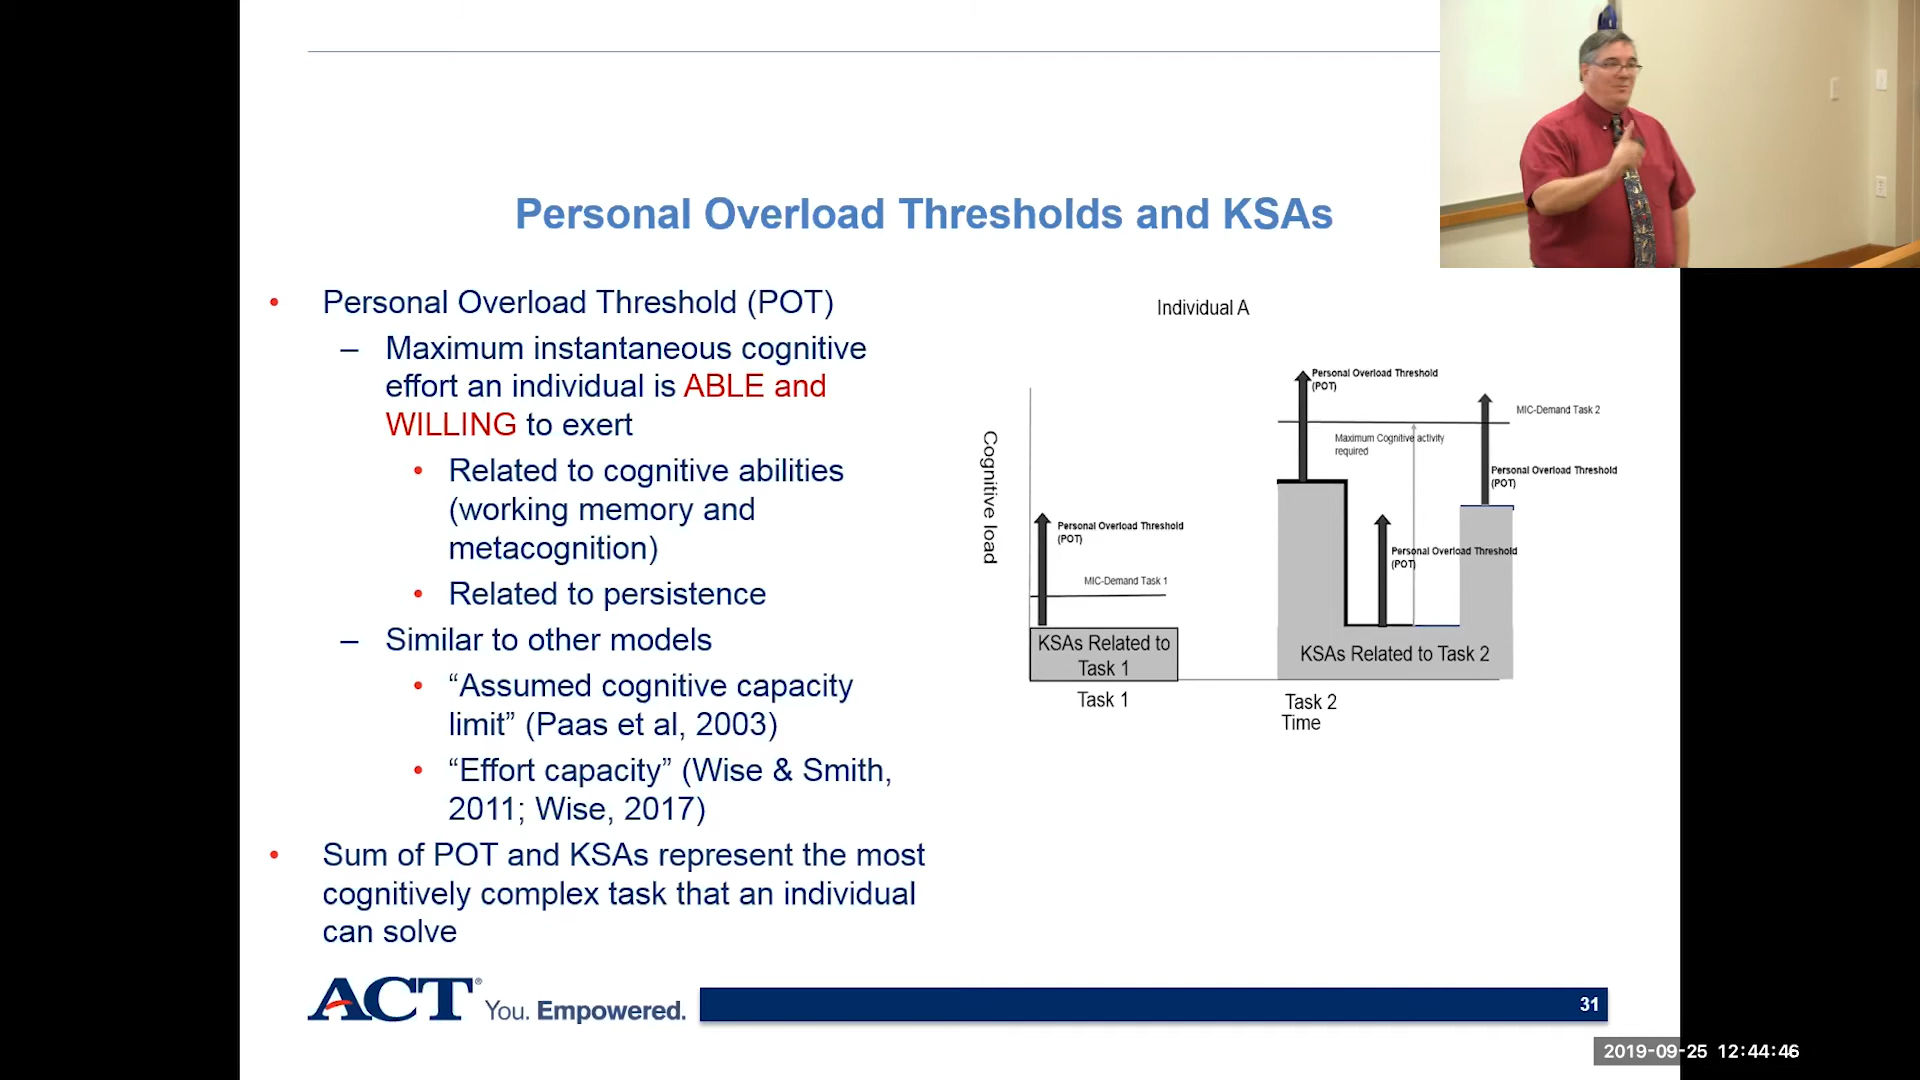 Personal Overload Thresholds and KSAs
• Personal Overload Threshold (POT)
– Maximum instantaneous cognitive
effort an individual is ABLE and
WILLING to exert
• Related to cognitive abilities
(working memory and
metacognition)
• Related to persistence
– Similar to other models
• “Assumed cognitive capacity
limit” (Paas et al, 2003)
• “Effort capacity” (Wise & Smith,
2011; Wise, 2017)
• Sum of POT and KSAs represent the most
cognitively complex task that an individual
can solve
Individual A
Cognitive load
Personal Overload Threshold
(POT)
MIC-Demand Task 1
KSAs Related to
Task 1
Task 1
Personal Overload Threshold
(POT)
MIC-Demand Task 2
Maximum Cognitive activity
required
Personal Overload Threshold
(POT)
Personal Overload Threshold
(POT)
KSAs Related to Task 2
Task 2
Time
ACT® You. Empowered.
31
2019-09-25 12:44:46